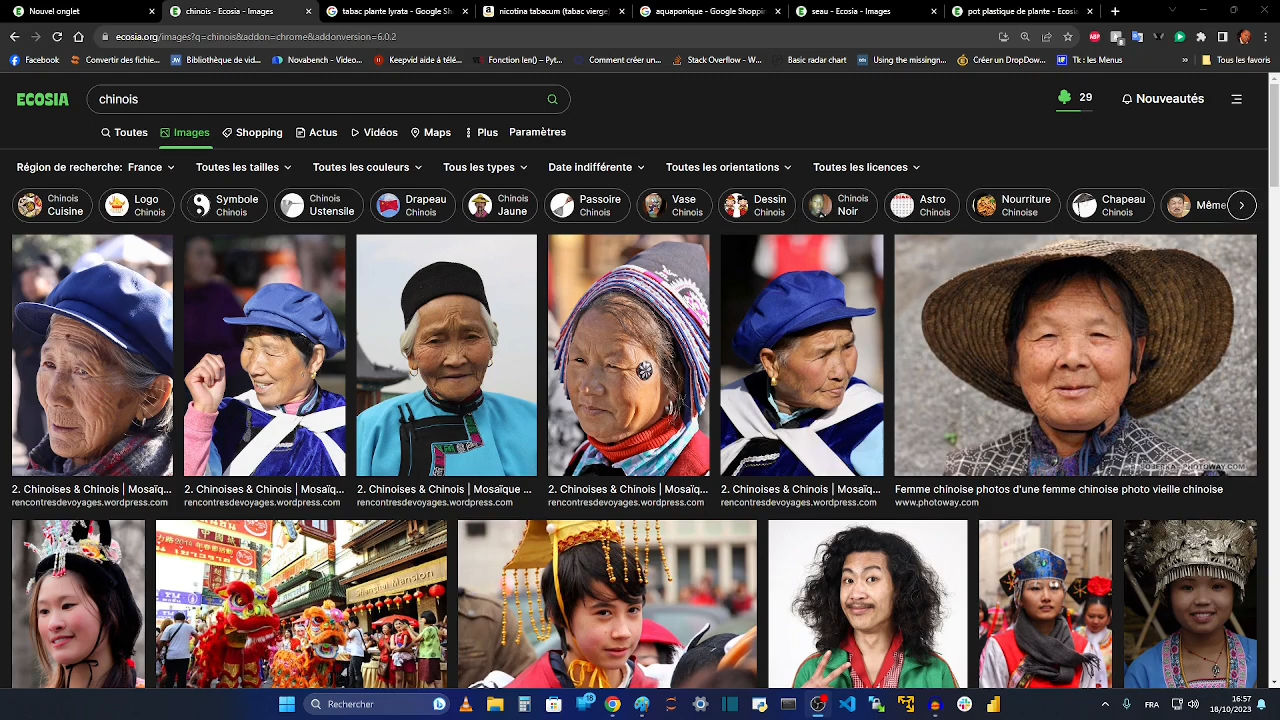 Nouvel onglet
chinois - Ecosia - Images
tabac plante lyrata - Google Sh
nicotina tabacum (tabac vierge)
aquaponique - Google Shopping
seau - Ecosia - Images
pot plastique de plante - Ecosia
ecosia.org/images?q=chinois&addon=chrome&addonversion=6.0.2
Facebook
Convertir des fichie...
Bibliothèque de vid...
Novabench - Video...
Keepvid aide à télé...
Fonction len() – Pyt...
Comment créer un...
Stack Overflow - W...
Basic radar chart
Using the missingn...
Créer un DropDow...
Tk : les Menus
»
Tous les favoris
ECOSIA
chinois
29
Nouveautés
Toutes
Images
Shopping
Actus
Vidéos
Maps
Plus
Paramètres
Région de recherche: France
Toutes les tailles
Toutes les couleurs
Tous les types
Date indifférente
Toutes les orientations
Toutes les licences
Chinois
Cuisine
Logo
Chinois
Symbole
Chinois
Chinois
Ustensile
Drapeau
Chinois
Chinois
Jaune
Passoire
Chinois
Vase
Chinois
Dessin
Chinois
Chinois
Noir
Astro
Chinois
Nourriture
Chinoise
Chapeau
Chinois
Même
2. Chinoises & Chinois | Mosaïq...
rencontresdevoyages.wordpress.com
2. Chinoises & Chinois | Mosaïq...
rencontresdevoyages.wordpress.com
2. Chinoises & Chinois | Mosaïque ...
rencontresdevoyages.wordpress.com
2. Chinoises & Chinois | Mosaïq...
rencontresdevoyages.wordpress.com
2. Chinoises & Chinois | Mosaïq...
rencontresdevoyages.wordpress.com
Femme chinoise photos d'une femme chinoise photo vieille chinoise
www.photoway.com
Shanghai Mansion
Rechercher
18
FRA
16:57
18/10/2023